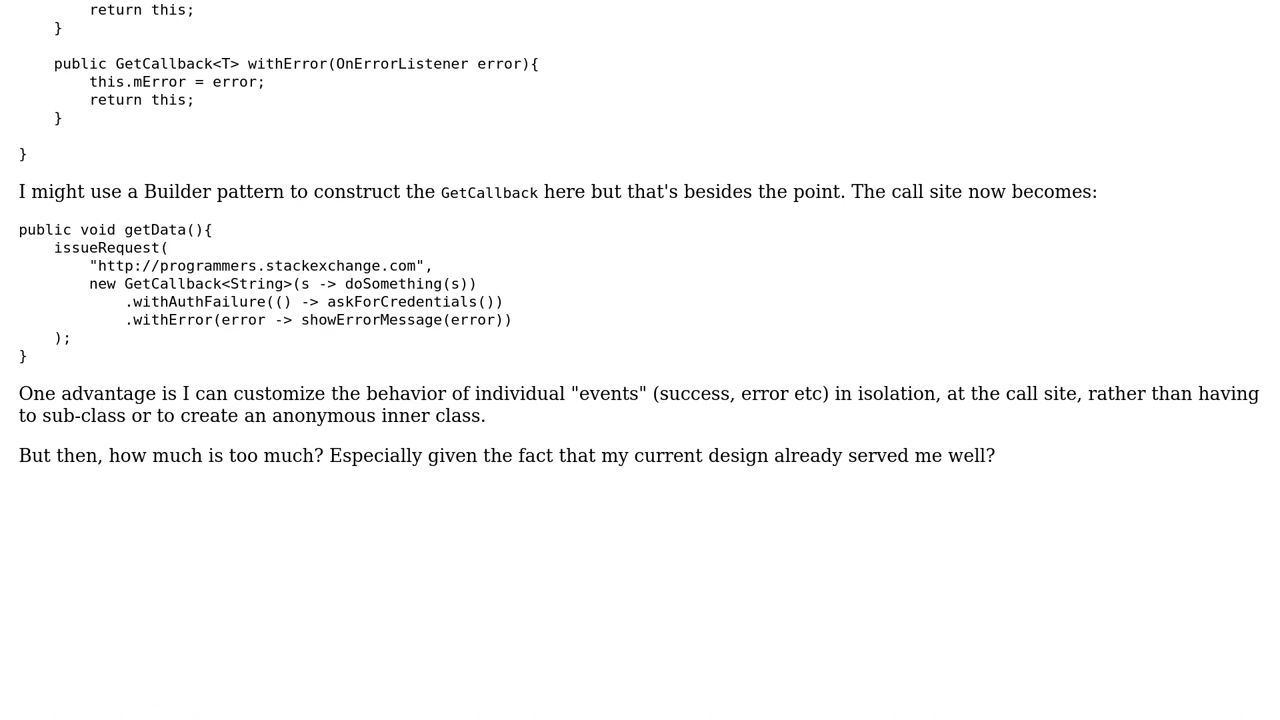 return this;
    }

    public GetCallback<T> withError(OnErrorListener error){
        this.mError = error;
        return this;
    }

}
I might use a Builder pattern to construct the GetCallback here but that's besides the point. The call site now becomes:
public void getData(){
    issueRequest(
        "http://programmers.stackexchange.com",
        new GetCallback<String>(s -> doSomething(s))
            .withAuthFailure(() -> askForCredentials())
            .withError(error -> showErrorMessage(error))
    );
}
One advantage is I can customize the behavior of individual "events" (success, error etc) in isolation, at the call site, rather than having
to sub-class or to create an anonymous inner class.
But then, how much is too much? Especially given the fact that my current design already served me well?